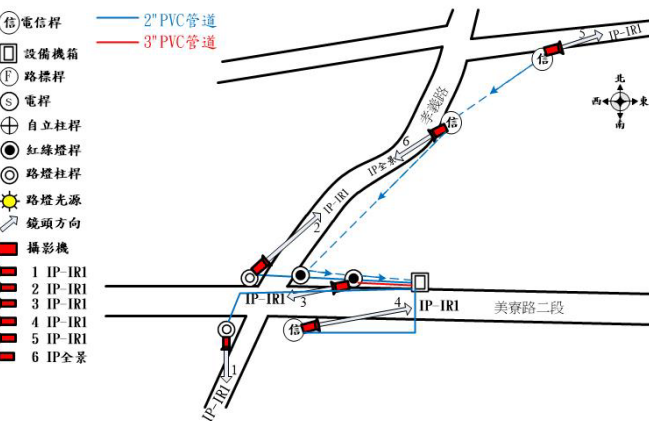 信 電信桿
設備機箱
F 路標桿
S 電桿
自立柱桿
紅綠燈桿
路燈柱桿
路燈光源
鏡頭方向
攝影機
1 IP-IR1
2 IP-IR1
3 IP-IR1
4 IP-IR1
5 IP-IR1
6 IP全景
2"PVC管道
3"PVC管道
5
IP-IR1
信
北
西
東
南
孝義路
信
6
IP全景
IP-IR1
2
IP-IR1
3
4
IP-IR1
美寮路二段
信
1
IP-IR1